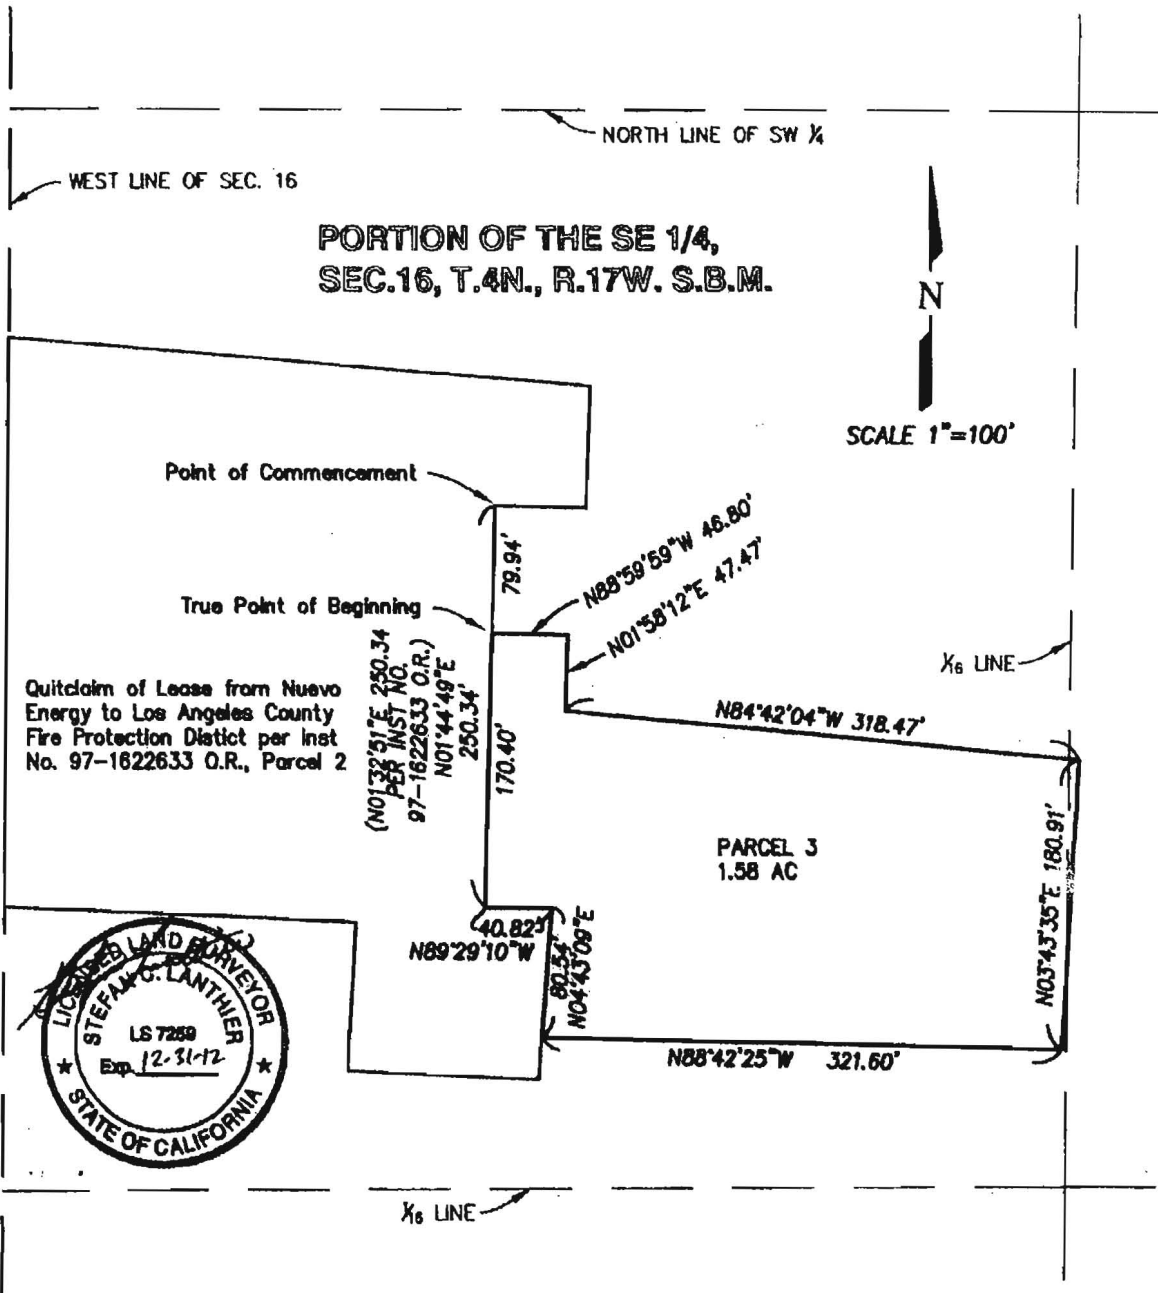 NORTH LINE OF SW ¼
WEST LINE OF SEC. 16
PORTION OF THE SE 1/4,
SEC.16, T.4N., R.17W. S.B.M.
N
SCALE 1"=100'
Point of Commencement
79.94'
N88°59'59"W 46.80'
N01°58'12"E 47.47'
True Point of Beginning
1/16 LINE
(N01°32'51"E 250.34
PER INST NO.
97-1622633 O.R.)
N01°44'49"E
250.34'
170.40'
Quitclaim of Lease from Nuevo
Energy to Los Angeles County
Fire Protection Distict per Inst
No. 97-1622633 O.R., Parcel 2
N84°42'04"W 318.47'
PARCEL 3
1.58 AC
N03°43'35"E 180.91'
40.82'
N89°29'10"W
80.54'
N04°43'09"E
N88°42'25"W 321.60'
LICENSED LAND SURVEYOR
STEFAN C. LANTHIER
LS 7259
Exp. 12-31-12
STATE OF CALIFORNIA
1/16 LINE